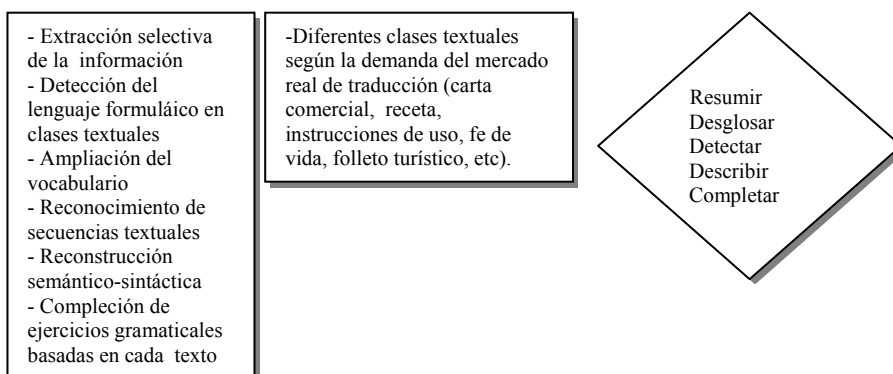 - Extracción selectiva
de la información
- Detección del
lenguaje formuláico en
clases textuales
- Ampliación del
vocabulario
- Reconocimiento de
secuencias textuales
- Reconstrucción
semántico-sintáctica
- Compleción de
ejercicios gramaticales
basadas en cada texto
-Diferentes clases textuales
según la demanda del mercado
real de traducción (carta
comercial, receta,
instrucciones de uso, fe de
vida, folleto turístico, etc).
Resumir
Desglosar
Detectar
Describir
Completar